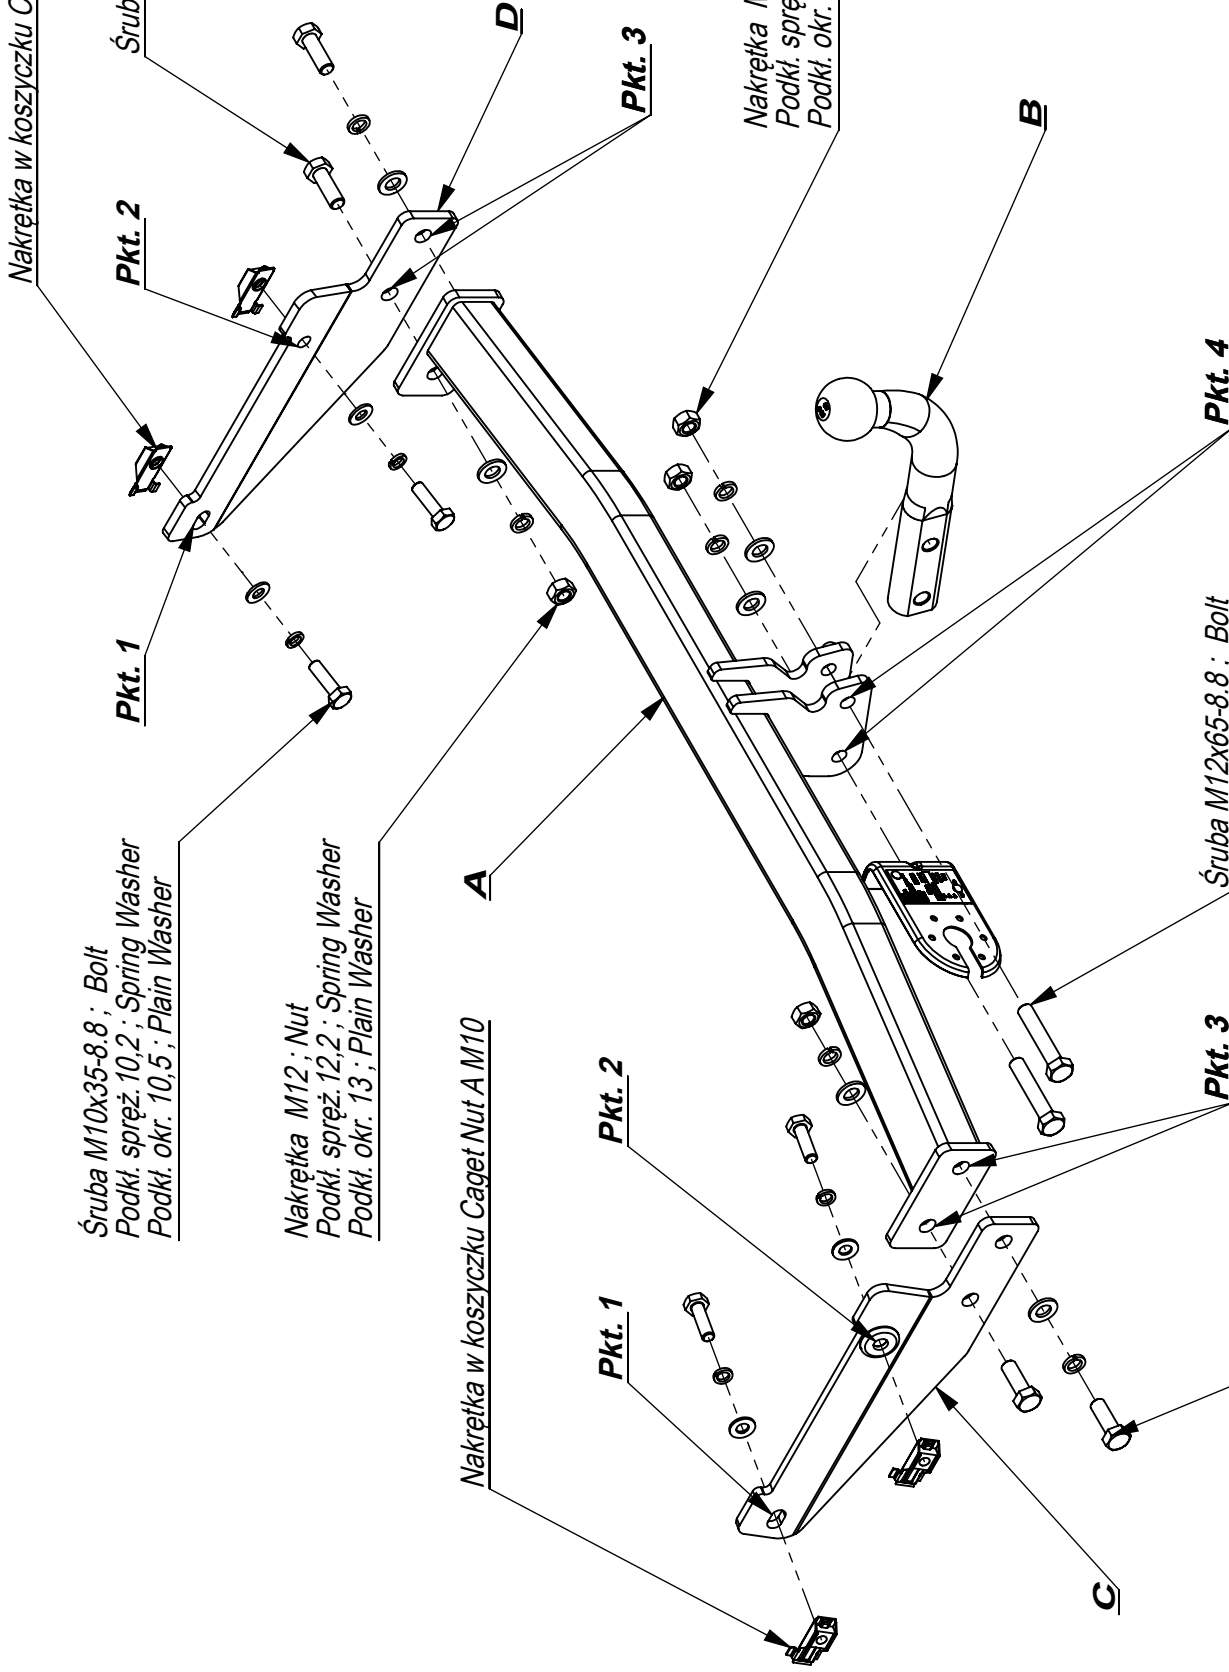 Nakrętka w koszyczku C
Śrub
D
Pkt. 3
Pkt. 2
Nakrętka
Podkł. sprę
Podkł. okr.
B
Pkt. 4
Pkt. 1
Śruba M10x35-8.8 ; Bolt
Podkł. spręż. 10,2 ; Spring Washer
Podkł. okr. 10,5 ; Plain Washer
Nakrętka M12 ; Nut
Podkł. spręż. 12,2 ; Spring Washer
Podkł. okr. 13 ; Plain Washer
A
Śruba M12x65-8.8 ; Bolt
Nakrętka w koszyczku Caget Nut A M10
Pkt. 2
Pkt. 3
Pkt. 1
C